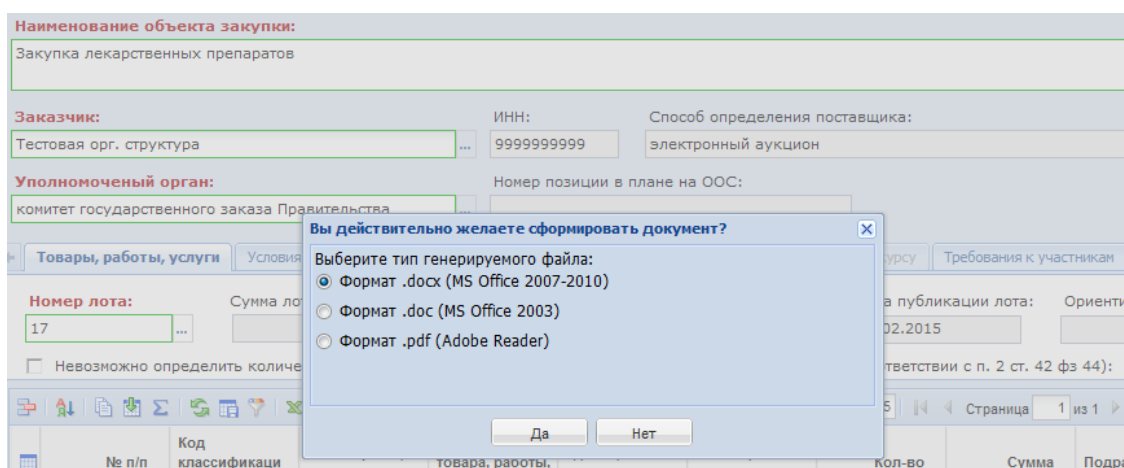 Наименование объекта закупки:
Закупка лекарственных препаратов
Заказчик:
ИНН:
Способ определения поставщика:
Тестовая орг. структура
...
9999999999
электронный аукцион
Уполномоченый орган:
Номер позиции в плане на ООС:
комитет государственного заказа Правительства
Вы действительно желаете сформировать документ?
Товары, работы, услуги
Условия
Требования к участникам
Выберите тип генерируемого файла:
Формат .docx (MS Office 2007-2010)
Формат .doc (MS Office 2003)
Формат .pdf (Adobe Reader)
Номер лота:
Сумма ло
а публикации лота:
Ориенти
17
...
02.2015
Невозможно определить количе
тветствии с п. 2 ст. 42 фз 44):
Да
Нет
Страница 1 из 1
№ п/п
Код
классификаци
товара, работы,
Кол-во
Сумма
Подра